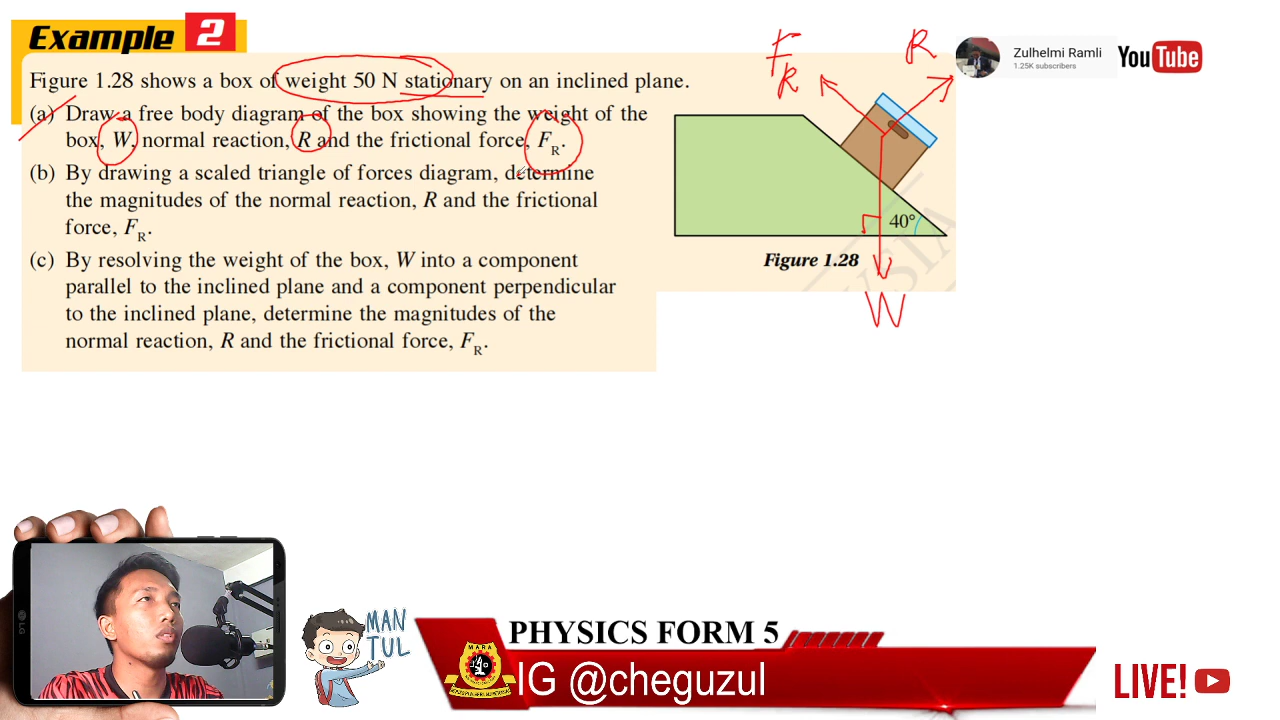 Example 2
Figure 1.28 shows a box of weight 50 N stationary on an inclined plane.
(a) Draw a free body diagram of the box showing the weight of the
box, W, normal reaction, R and the frictional force, FR.
(b) By drawing a scaled triangle of forces diagram, determine
the magnitudes of the normal reaction, R and the frictional
force, FR.
(c) By resolving the weight of the box, W into a component
parallel to the inclined plane and a component perpendicular
to the inclined plane, determine the magnitudes of the
normal reaction, R and the frictional force, FR.
FR
R
40°
Figure 1.28
W
Zulhelmi Ramli
1.25K subscribers
YouTube
LG
MAN
TUL
MARA
PHYSICS FORM 5
IG @cheguzul
LIVE!